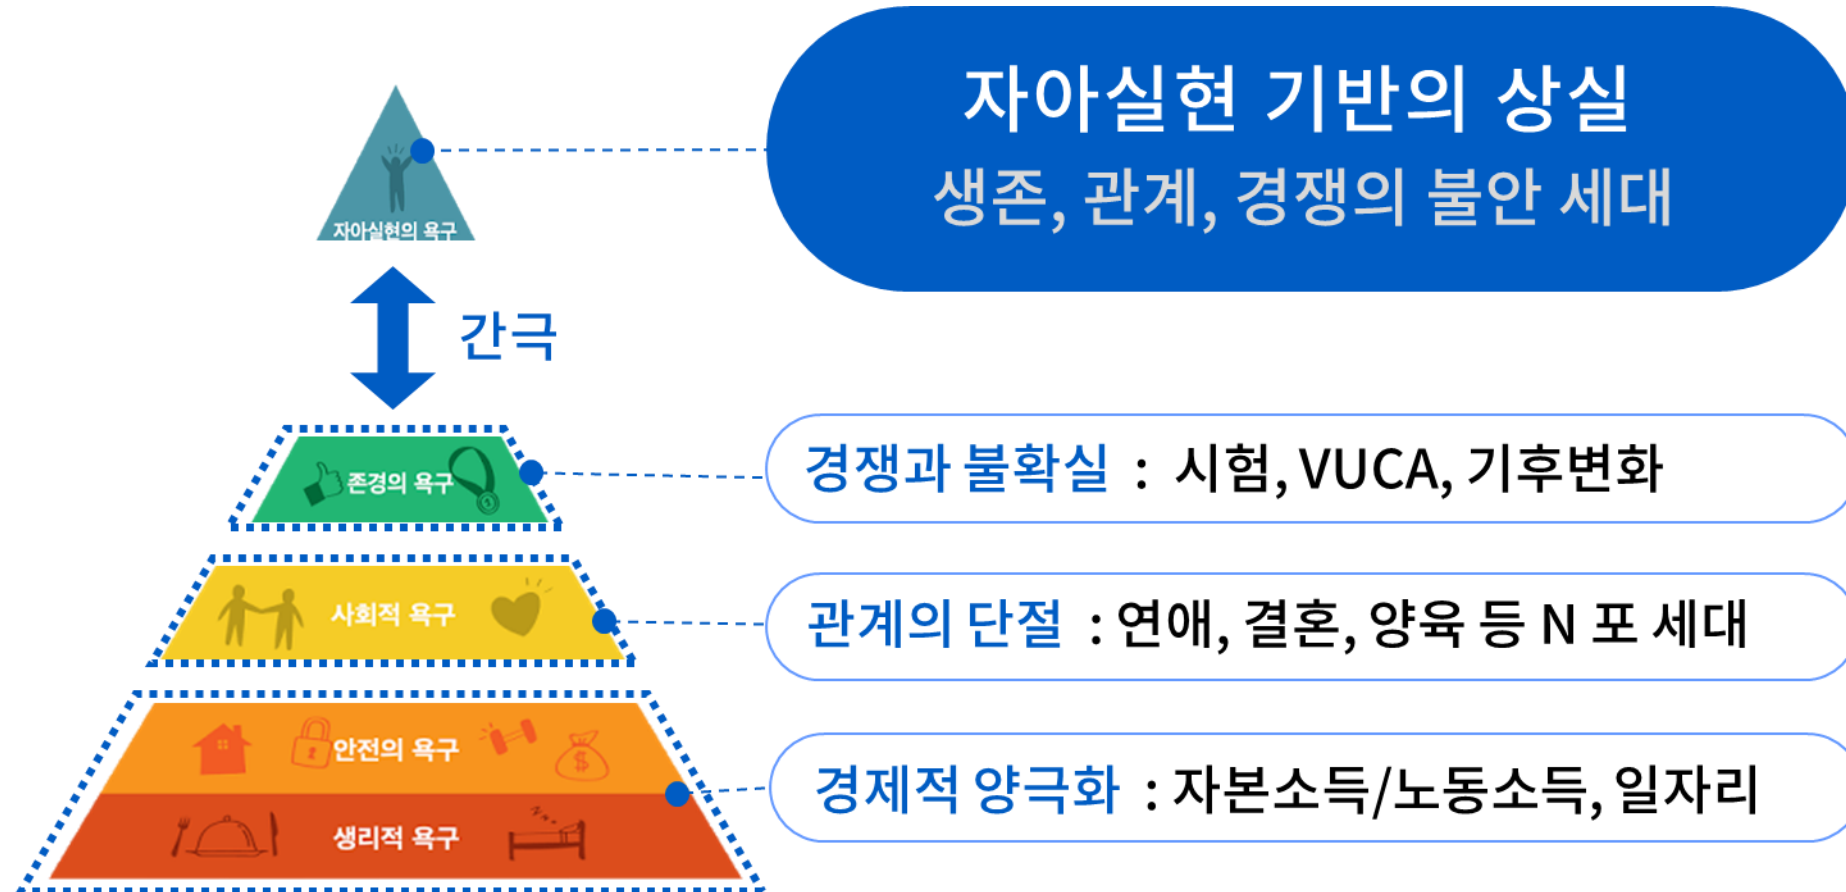 자아실현 기반의 상실
생존, 관계, 경쟁의 불안 세대
자아실현의 욕구
간극
존경의 욕구
경쟁과 불확실 : 시험, VUCA, 기후변화
사회적 욕구
관계의 단절 : 연애, 결혼, 양육 등 N 포 세대
안전의 욕구
생리적 욕구
경제적 양극화 : 자본소득/노동소득, 일자리